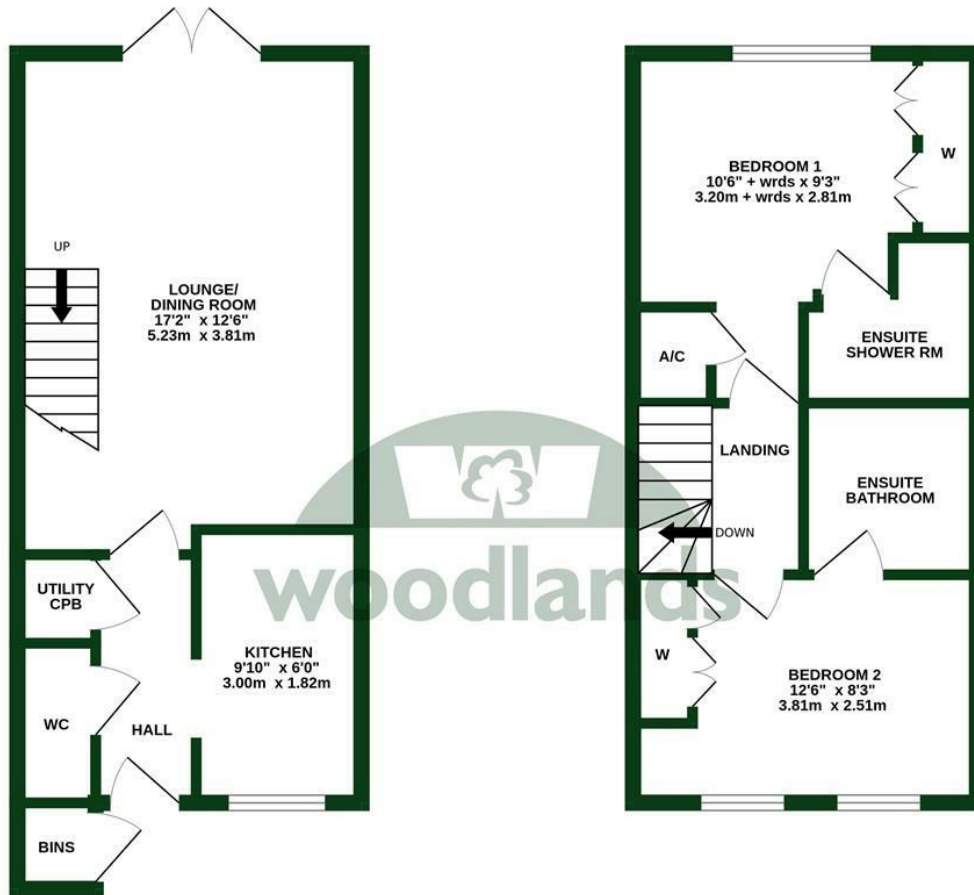 UP
LOUNGE/
DINING ROOM
17'2" x 12'6"
5.23m x 3.81m
UTILITY
CPB
KITCHEN
9'10" x 6'0"
3.00m x 1.82m
WC
HALL
BINS
BEDROOM 1
10'6" + wrds x 9'3"
3.20m + wrds x 2.81m
W
A/C
ENSUITE
SHOWER RM
LANDING
ENSUITE
BATHROOM
DOWN
W
BEDROOM 2
12'6" x 8'3"
3.81m x 2.51m
W
woodlands